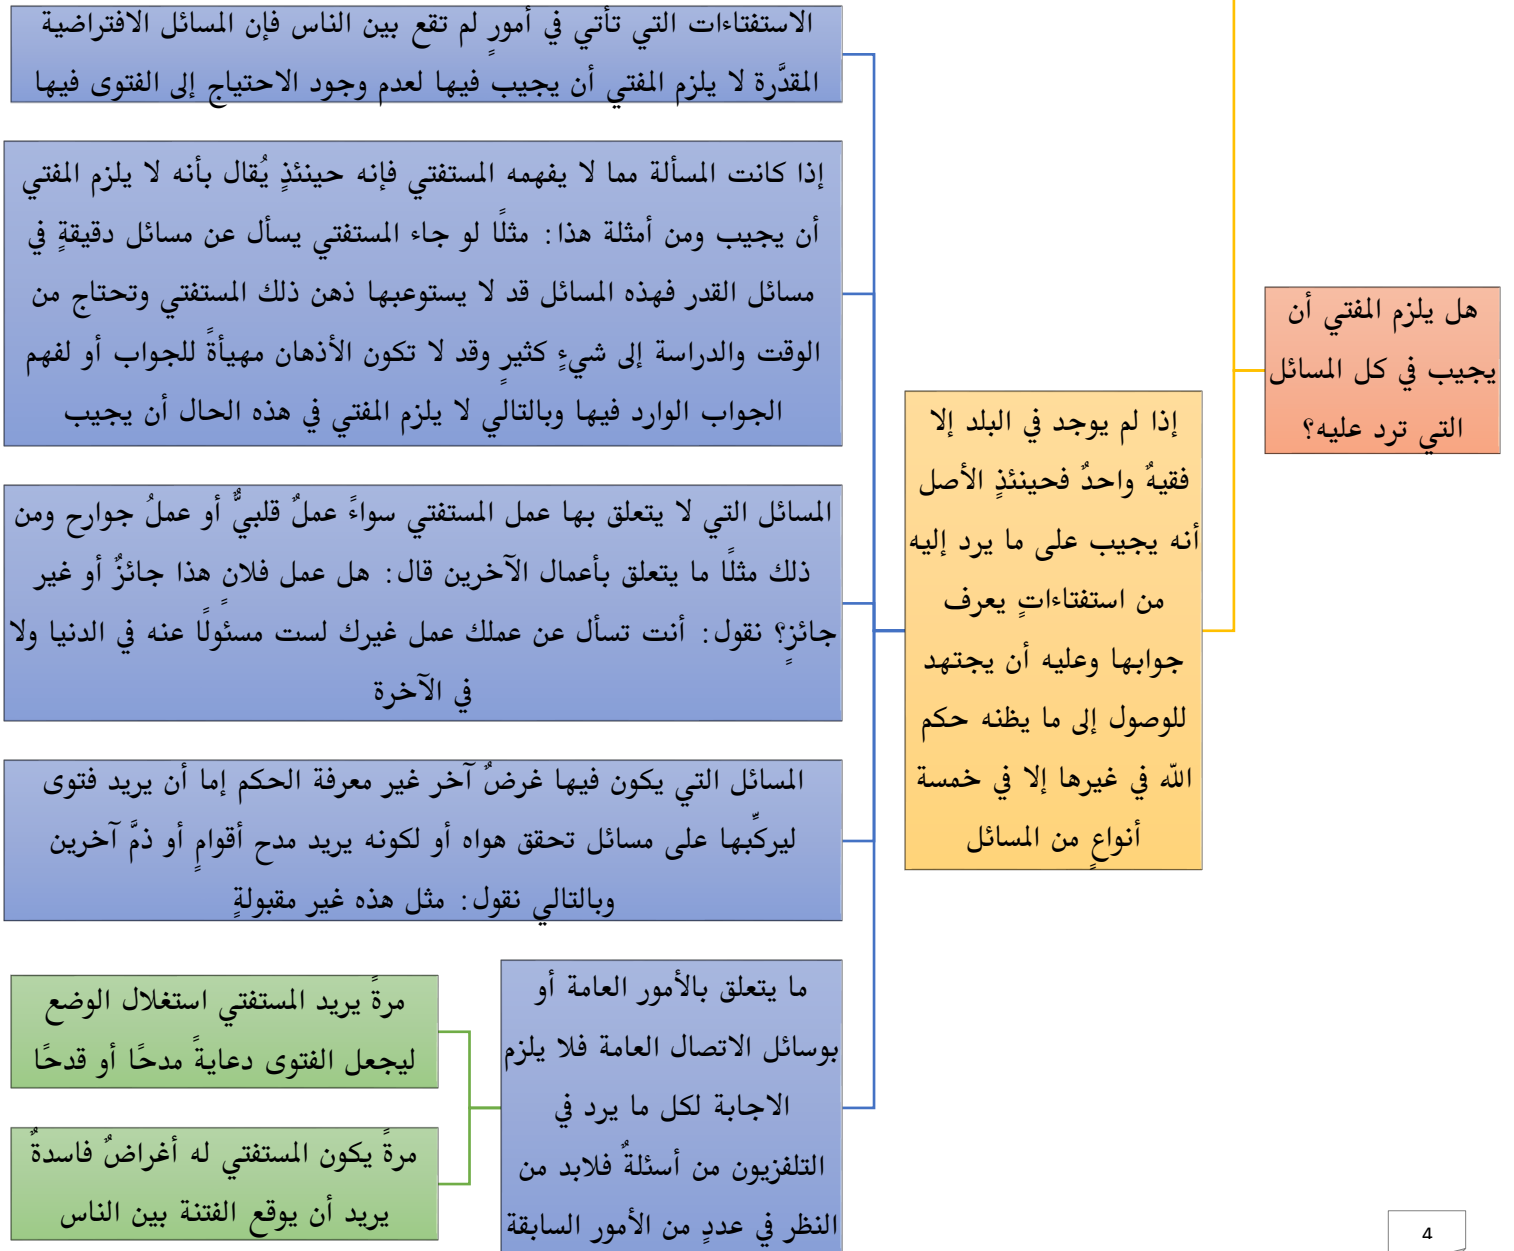 هل يلزم المفتي أن
يجيب في كل المسائل
التي ترد عليه؟
إذا لم يوجد في البلد إلا
فقيهٌ واحدٌ فحينئذٍ الأصل
أنه يجيب على ما يرد إليه
من استفتاءاتٍ يعرف
جوابها وعليه أن يجتهد
للوصول إلى ما يظنه حكم
الله في غيرها إلا في خمسة
أنواعٍ من المسائل
الاستفتاءات التي تأتي في أمورٍ لم تقع بين الناس فإن المسائل الافتراضية
المقدَّرة لا يلزم المفتي أن يجيب فيها لعدم وجود الاحتياج إلى الفتوى فيها
إذا كانت المسألة مما لا يفهمه المستفتي فإنه حينئذٍ يُقال بأنه لا يلزم المفتي
أن يجيب ومن أمثلة هذا: مثلًا لو جاء المستفتي يسأل عن مسائل دقيقةٍ في
مسائل القدر فهذه المسائل قد لا يستوعبها ذهن ذلك المستفتي وتحتاج من
الوقت والدراسة إلى شيءٍ كثيرٍ وقد لا تكون الأذهان مهيأةً للجواب أو لفهم
الجواب الوارد فيها وبالتالي لا يلزم المفتي في هذه الحال أن يجيب
المسائل التي لا يتعلق بها عمل المستفتي سواءً عملٌ قلبيٌّ أو عملُ جوارح ومن
ذلك مثلًا ما يتعلق بأعمال الآخرين قال: هل عمل فلانٍ هذا جائزٌ أو غير
جائزٍ؟ نقول: أنت تسأل عن عملك عمل غيرك لست مسئولًا عنه في الدنيا ولا
في الآخرة
المسائل التي يكون فيها غرضٌ آخر غير معرفة الحكم إما أن يريد فتوى
ليركِّبها على مسائل تحقق هواه أو لكونه يريد مدح أقوامٍ أو ذمَّ آخرين
وبالتالي نقول: مثل هذه غير مقبولةٍ
ما يتعلق بالأمور العامة أو
بوسائل الاتصال العامة فلا يلزم
الاجابة لكل ما يرد في
التلفزيون من أسئلةٌ فلابد من
النظر في عددٍ من الأمور السابقة
مرةً يريد المستفتي استغلال الوضع
ليجعل الفتوى دعايةً مدحًا أو قدحًا
مرةً يكون المستفتي له أغراضٌ فاسدةٌ
يريد أن يوقع الفتنة بين الناس
4